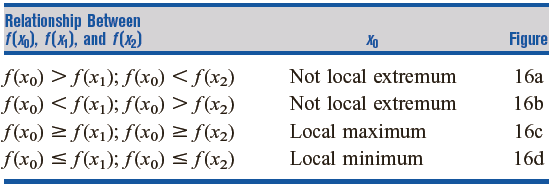 Relationship Between
f(x₀), f(x₁), and f(x₂) x₀ Figure
f(x₀) > f(x₁); f(x₀) < f(x₂) Not local extremum 16a
f(x₀) < f(x₁); f(x₀) > f(x₂) Not local extremum 16b
f(x₀) ≥ f(x₁); f(x₀) ≥ f(x₂) Local maximum 16c
f(x₀) ≤ f(x₁); f(x₀) ≤ f(x₂) Local minimum 16d